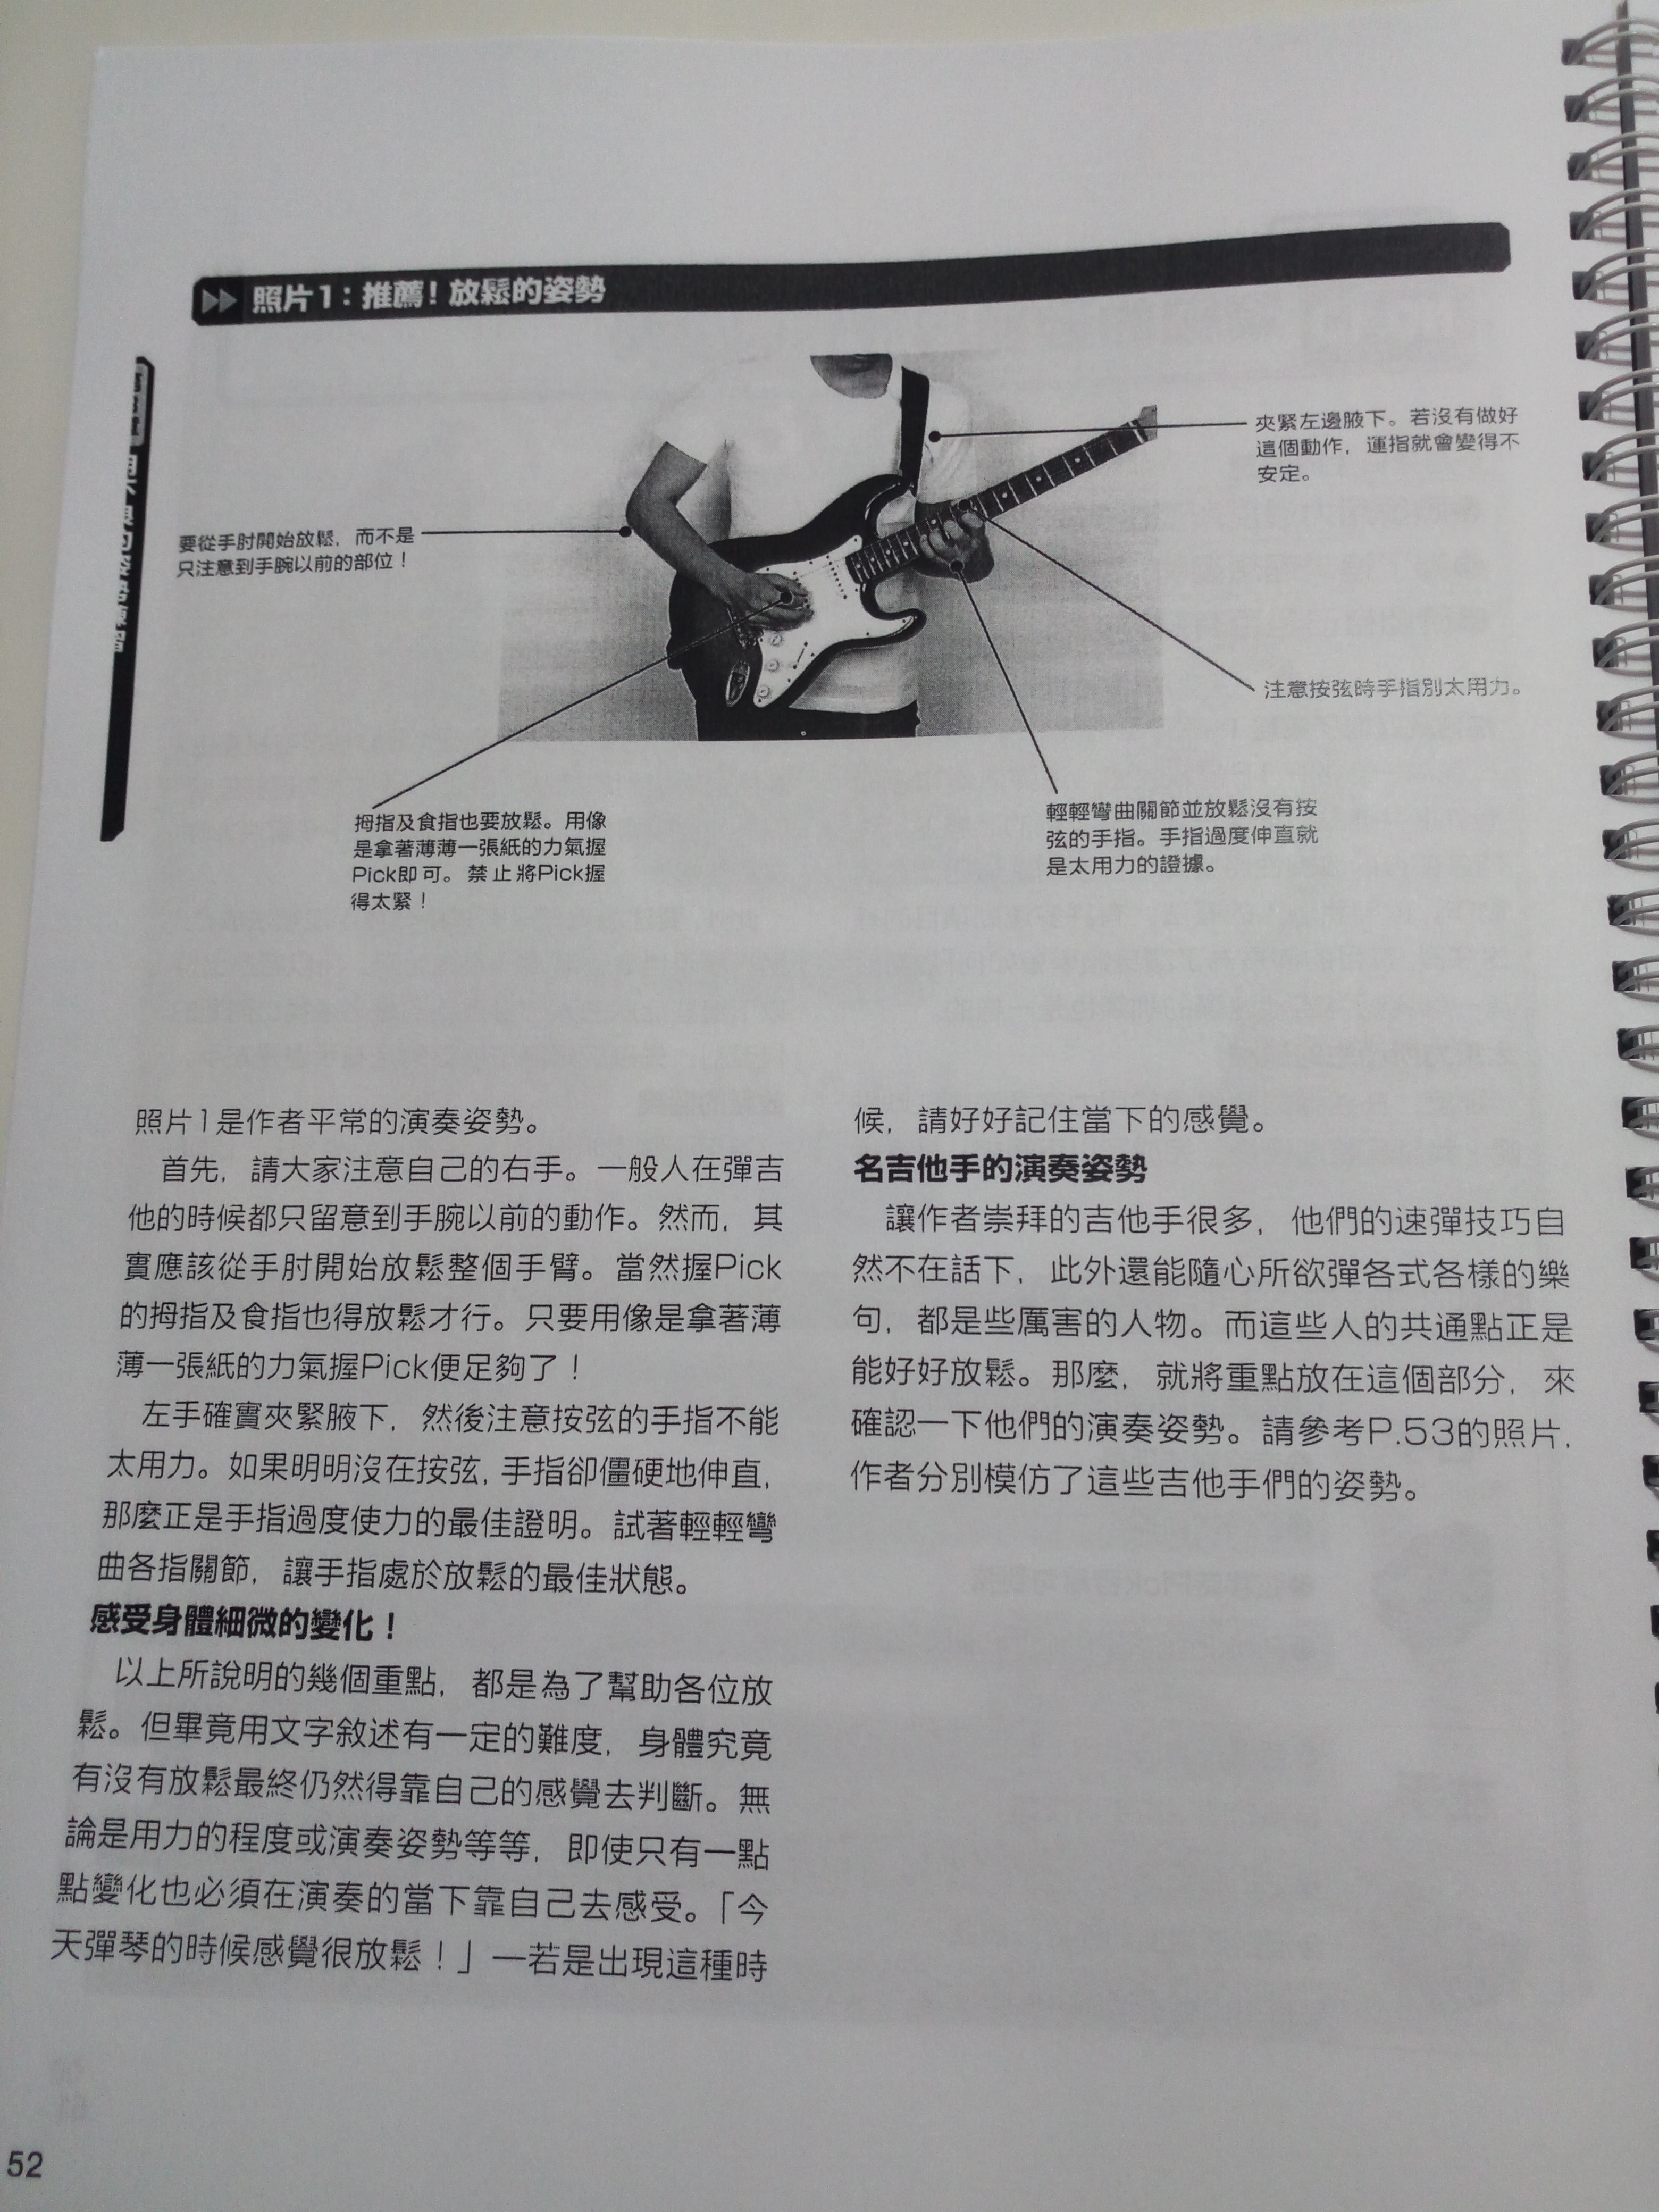 照片1：推薦！放鬆的姿勢
夾緊左邊腋下。若沒有做好
這個動作，運指就會變得不
安定。
要從手肘開始放鬆，而不是
只注意到手腕以前的部位！
注意按弦時手指別太用力。
拇指及食指也要放鬆。用像
是拿著薄薄一張紙的力氣握
Pick即可。禁止將Pick握
得太緊！
輕輕彎曲關節並放鬆沒有按
弦的手指。手指過度伸直就
是太用力的證據。
照片1是作者平常的演奏姿勢。
首先，請大家注意自己的右手。一般人在彈吉
他的時候都只留意到手腕以前的動作。然而，其
實應該從手肘開始放鬆整個手臂。當然握Pick
的拇指及食指也得放鬆才行。只要用像是拿著薄
薄一張紙的力氣握Pick便足夠了！
左手確實夾緊腋下，然後注意按弦的手指不能
太用力。如果明明沒在按弦，手指卻僵硬地伸直，
那麼正是手指過度使力的最佳證明。試著輕輕彎
曲各指關節，讓手指處於放鬆的最佳狀態。
感受身體細微的變化！
以上所說明的幾個重點，都是為了幫助各位放
鬆。但畢竟用文字敘述有一定的難度，身體究竟
有沒有放鬆最終仍然得靠自己的感覺去判斷。無
論是用力的程度或演奏姿勢等等，即使只有一點
點變化也必須在演奏的當下靠自己去感受。「今
天彈琴的時候感覺很放鬆！」—若是出現這種時
候，請好好記住當下的感覺。
名吉他手的演奏姿勢
讓作者崇拜的吉他手很多，他們的速彈技巧自
然不在話下，此外還能隨心所欲彈各式各樣的樂
句，都是些厲害的人物。而這些人的共通點正是
能好好放鬆。那麼，就將重點放在這個部分，來
確認一下他們的演奏姿勢。請參考P.53的照片，
作者分別模仿了這些吉他手們的姿勢。
52